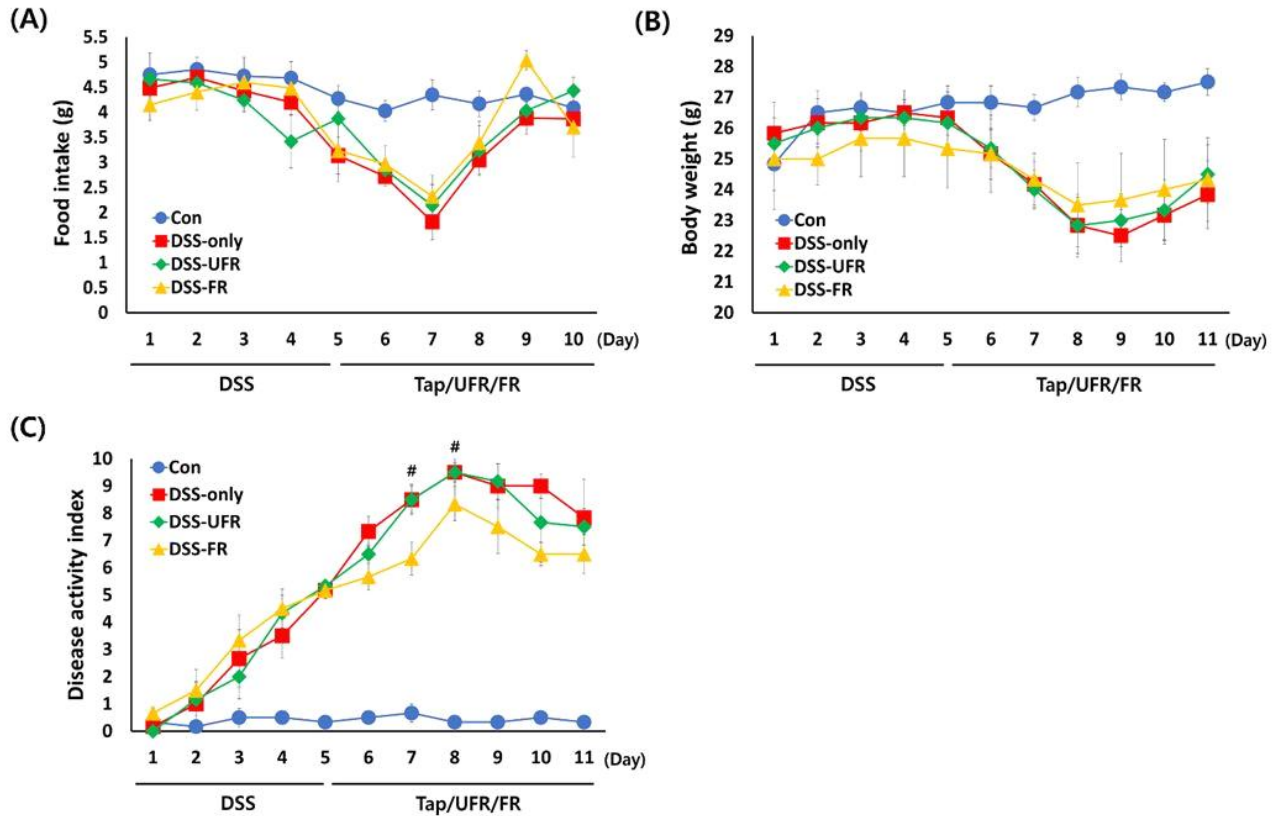 (A)
Food intake (g)
5.5
5
4.5
4
3.5
3
2.5
2
1.5
1
0.5
0
Con
DSS-only
DSS-UFR
DSS-FR
1 2 3 4 5 6 7 8 9 10 (Day)
DSS Tap/UFR/FR
(B)
Body weight (g)
29
28
27
26
25
24
23
22
21
20
Con
DSS-only
DSS-UFR
DSS-FR
1 2 3 4 5 6 7 8 9 10 11 (Day)
DSS Tap/UFR/FR
(C)
Disease activity index
10
9
8
7
6
5
4
3
2
1
0
Con
DSS-only
DSS-UFR
DSS-FR
# #
1 2 3 4 5 6 7 8 9 10 11 (Day)
DSS Tap/UFR/FR